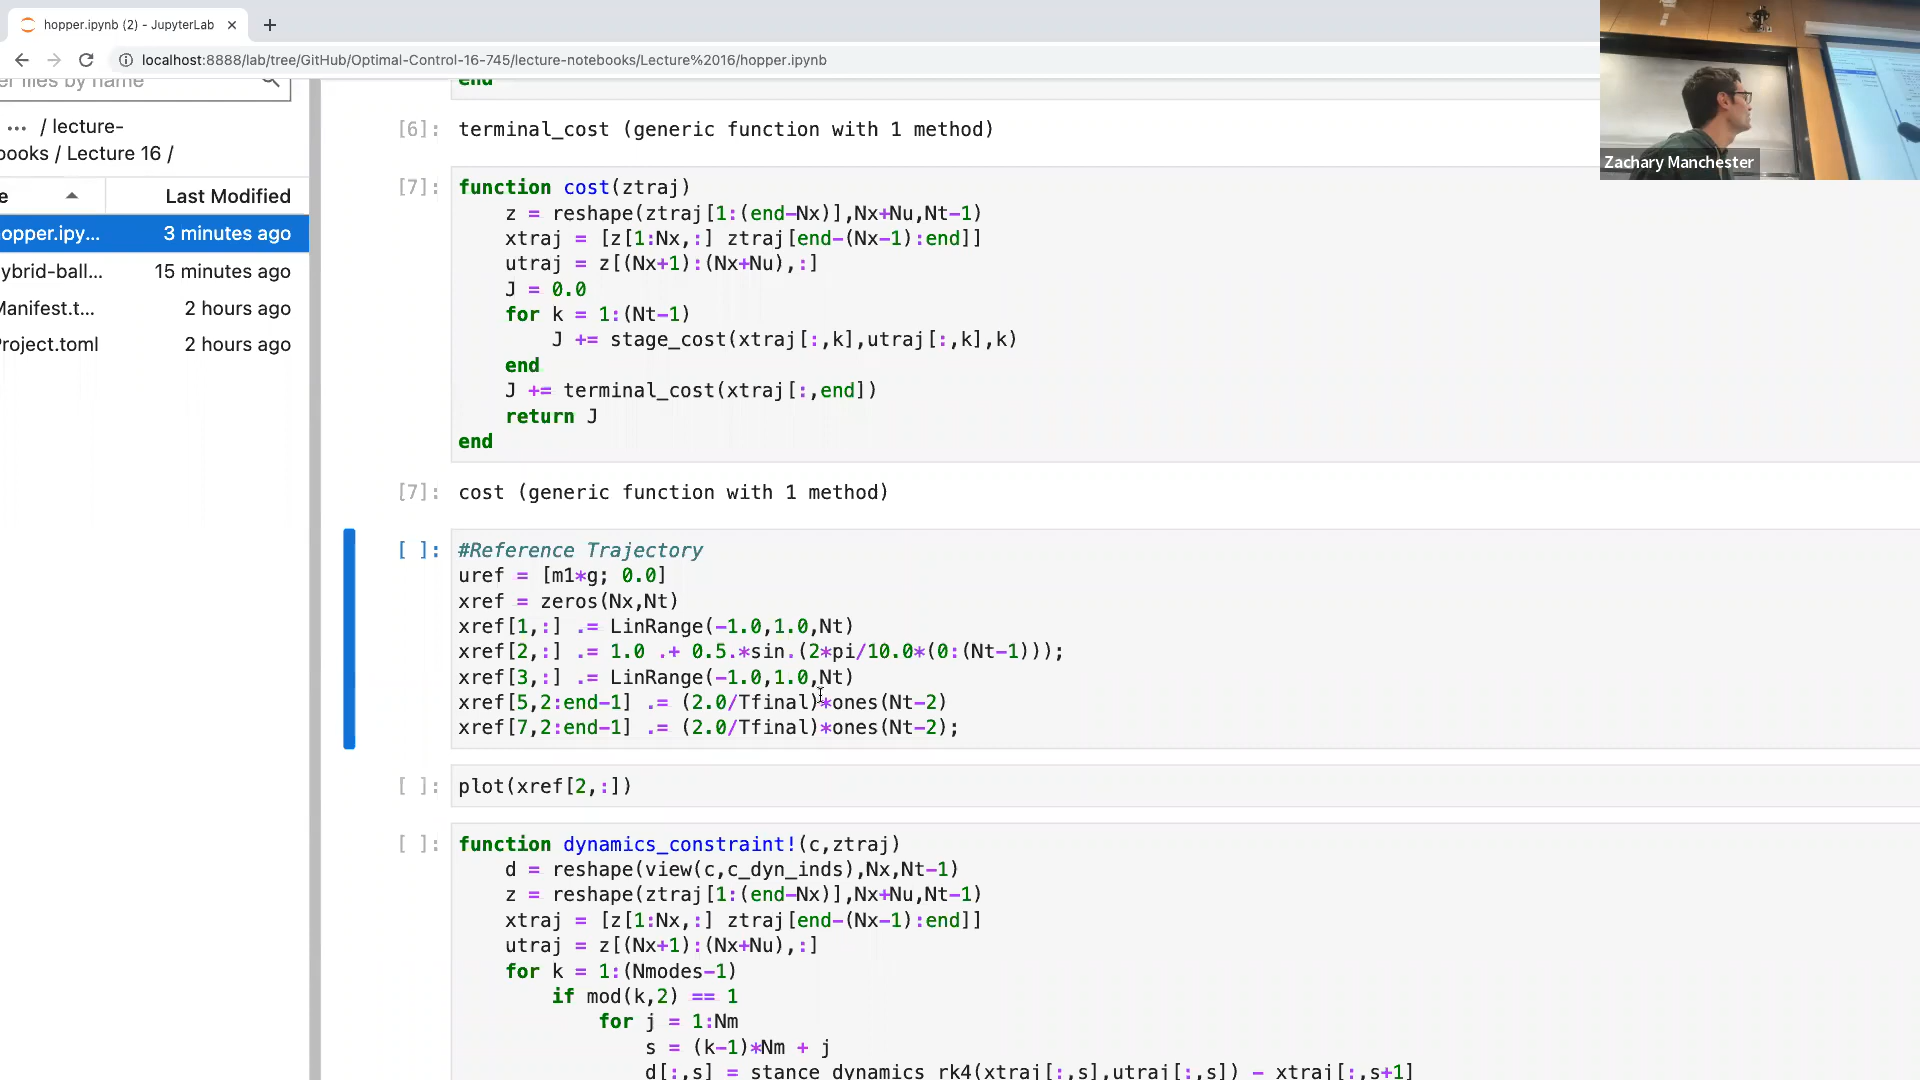 hopper.ipynb (2) - JupyterLab
localhost:8888/lab/tree/GitHub/Optimal-Control-16-745/lecture-notebooks/Lecture%2016/hopper.ipynb
er files by name
... / lecture-
books / Lecture 16 /
e Last Modified
opper.ipy... 3 minutes ago
ybrid-ball... 15 minutes ago
Manifest.t... 2 hours ago
Project.toml 2 hours ago
end
[6]: terminal_cost (generic function with 1 method)
[7]: function cost(ztraj)
z = reshape(ztraj[1:(end-Nx)],Nx+Nu,Nt-1)
xtraj = [z[1:Nx,:] ztraj[end-(Nx-1):end]]
utraj = z[(Nx+1):(Nx+Nu),:]
J = 0.0
for k = 1:(Nt-1)
J += stage_cost(xtraj[:,k],utraj[:,k],k)
end
J += terminal_cost(xtraj[:,end])
return J
end
[7]: cost (generic function with 1 method)
[ ]: #Reference Trajectory
uref = [m1*g; 0.0]
xref = zeros(Nx,Nt)
xref[1,:] .= LinRange(-1.0,1.0,Nt)
xref[2,:] .= 1.0 .+ 0.5.*sin.(2*pi/10.0*(0:(Nt-1)));
xref[3,:] .= LinRange(-1.0,1.0,Nt)
xref[5,2:end-1] .= (2.0/Tfinal)*ones(Nt-2)
xref[7,2:end-1] .= (2.0/Tfinal)*ones(Nt-2);
[ ]: plot(xref[2,:])
[ ]: function dynamics_constraint!(c,ztraj)
d = reshape(view(c,c_dyn_inds),Nx,Nt-1)
z = reshape(ztraj[1:(end-Nx)],Nx+Nu,Nt-1)
xtraj = [z[1:Nx,:] ztraj[end-(Nx-1):end]]
utraj = z[(Nx+1):(Nx+Nu),:]
for k = 1:(Nmodes-1)
if mod(k,2) == 1
for j = 1:Nm
s = (k-1)*Nm + j
d[:,s] = stance_dynamics_rk4(xtraj[:,s],utraj[:,s]) - xtraj[:,s+1]
Zachary Manchester